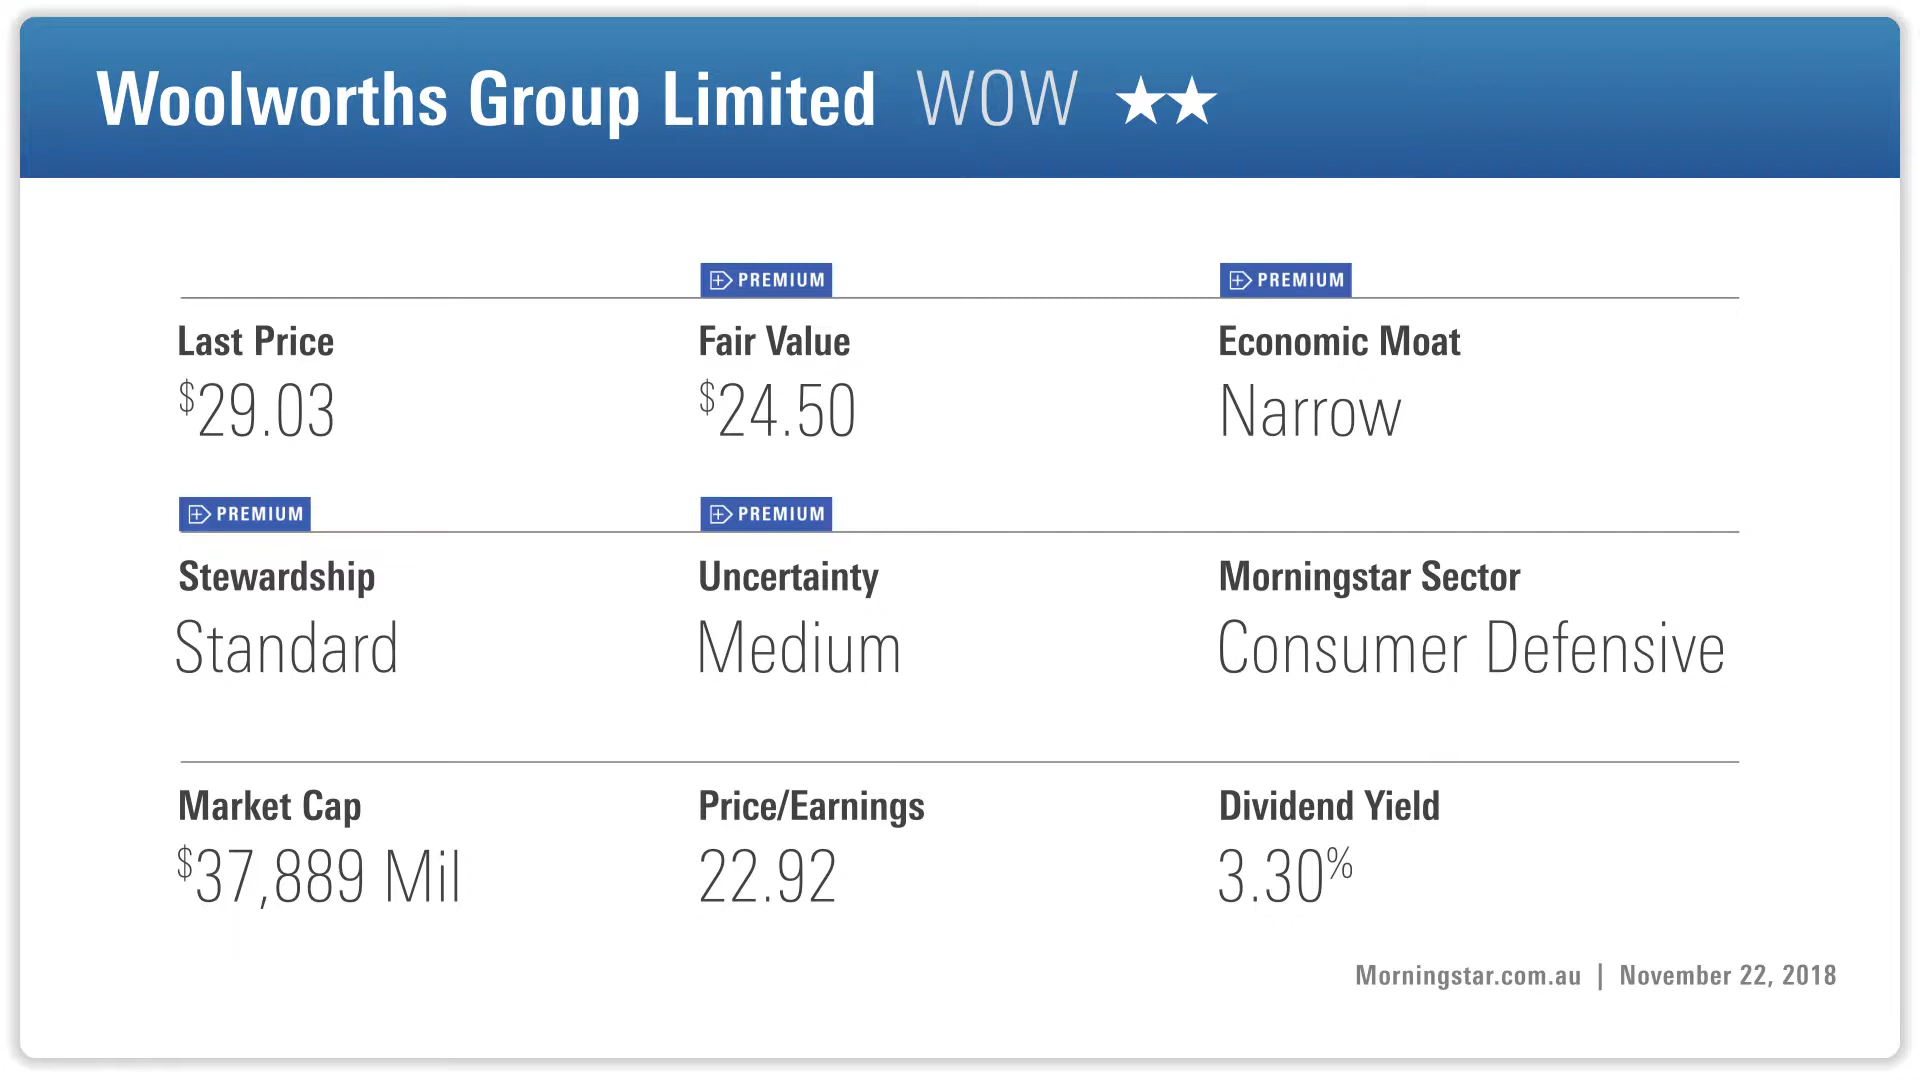 Woolworths Group Limited WOW ★★
PREMIUM PREMIUM
Last Price Fair Value Economic Moat
$29.03 $24.50 Narrow
PREMIUM PREMIUM
Stewardship Uncertainty Morningstar Sector
Standard Medium Consumer Defensive
Market Cap Price/Earnings Dividend Yield
$37,889 Mil 22.92 3.30%
Morningstar.com.au | November 22, 2018